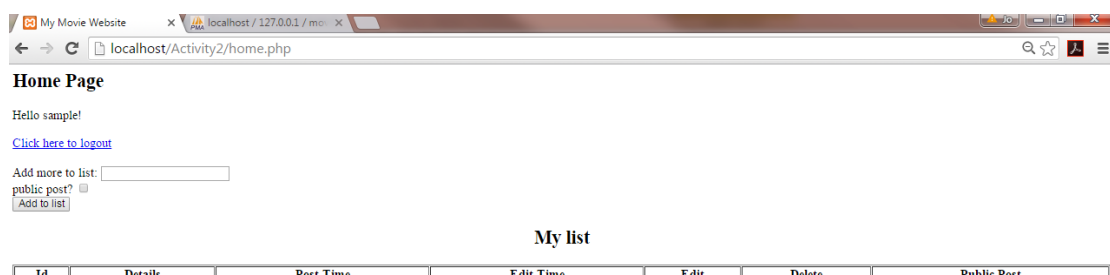 My Movie Website
localhost / 127.0.0.1 / mo
Jo
localhost/Activity2/home.php
Home Page
Hello sample!
Click here to logout
Add more to list:
public post?
Add to list
My list
Id Details Post Time Edit Time Edit Delete Public Post